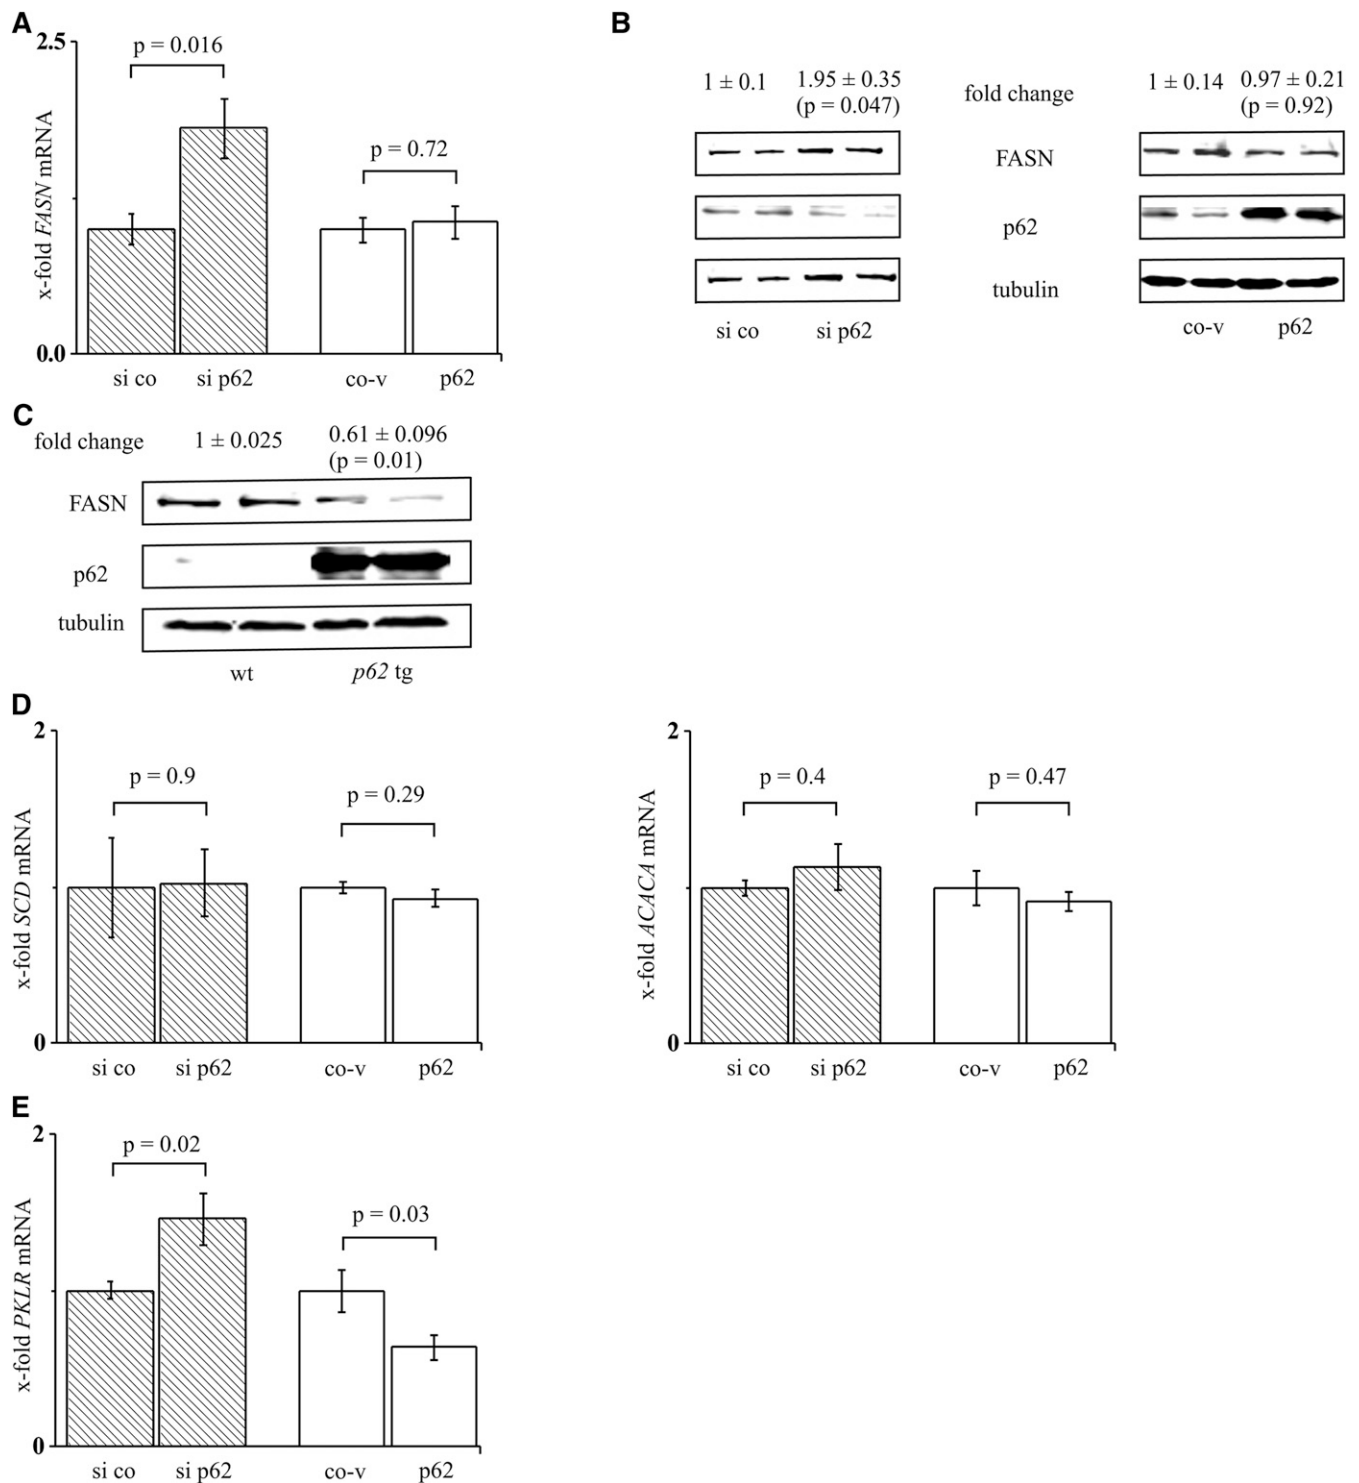 A
2.5
p = 0.016
p = 0.72
x-fold FASN mRNA
0.0
si co
si p62
co-v
p62
B
1 ± 0.1
1.95 ± 0.35
(p = 0.047)
fold change
1 ± 0.14
0.97 ± 0.21
(p = 0.92)
FASN
p62
tubulin
si co
si p62
co-v
p62
C
fold change
1 ± 0.025
0.61 ± 0.096
(p = 0.01)
FASN
p62
tubulin
wt
p62 tg
D
2
p = 0.9
p = 0.29
x-fold SCD mRNA
0
si co
si p62
co-v
p62
2
p = 0.4
p = 0.47
x-fold ACACA mRNA
0
si co
si p62
co-v
p62
E
2
p = 0.02
p = 0.03
x-fold PKLR mRNA
0
si co
si p62
co-v
p62